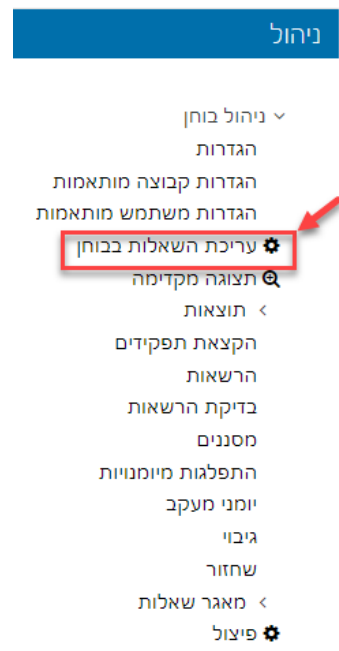 ניהול
ניהול בוחן
הגדרות
הגדרות קבוצה מותאמות
הגדרות משתמש מותאמות
עריכת השאלות בבוחן
תצוגה מקדימה
תוצאות
הקצאת תפקידים
הרשאות
בדיקת הרשאות
מסננים
התפלגות מיומנויות
יומני מעקב
גיבוי
שחזור
מאגר שאלות
פיצול